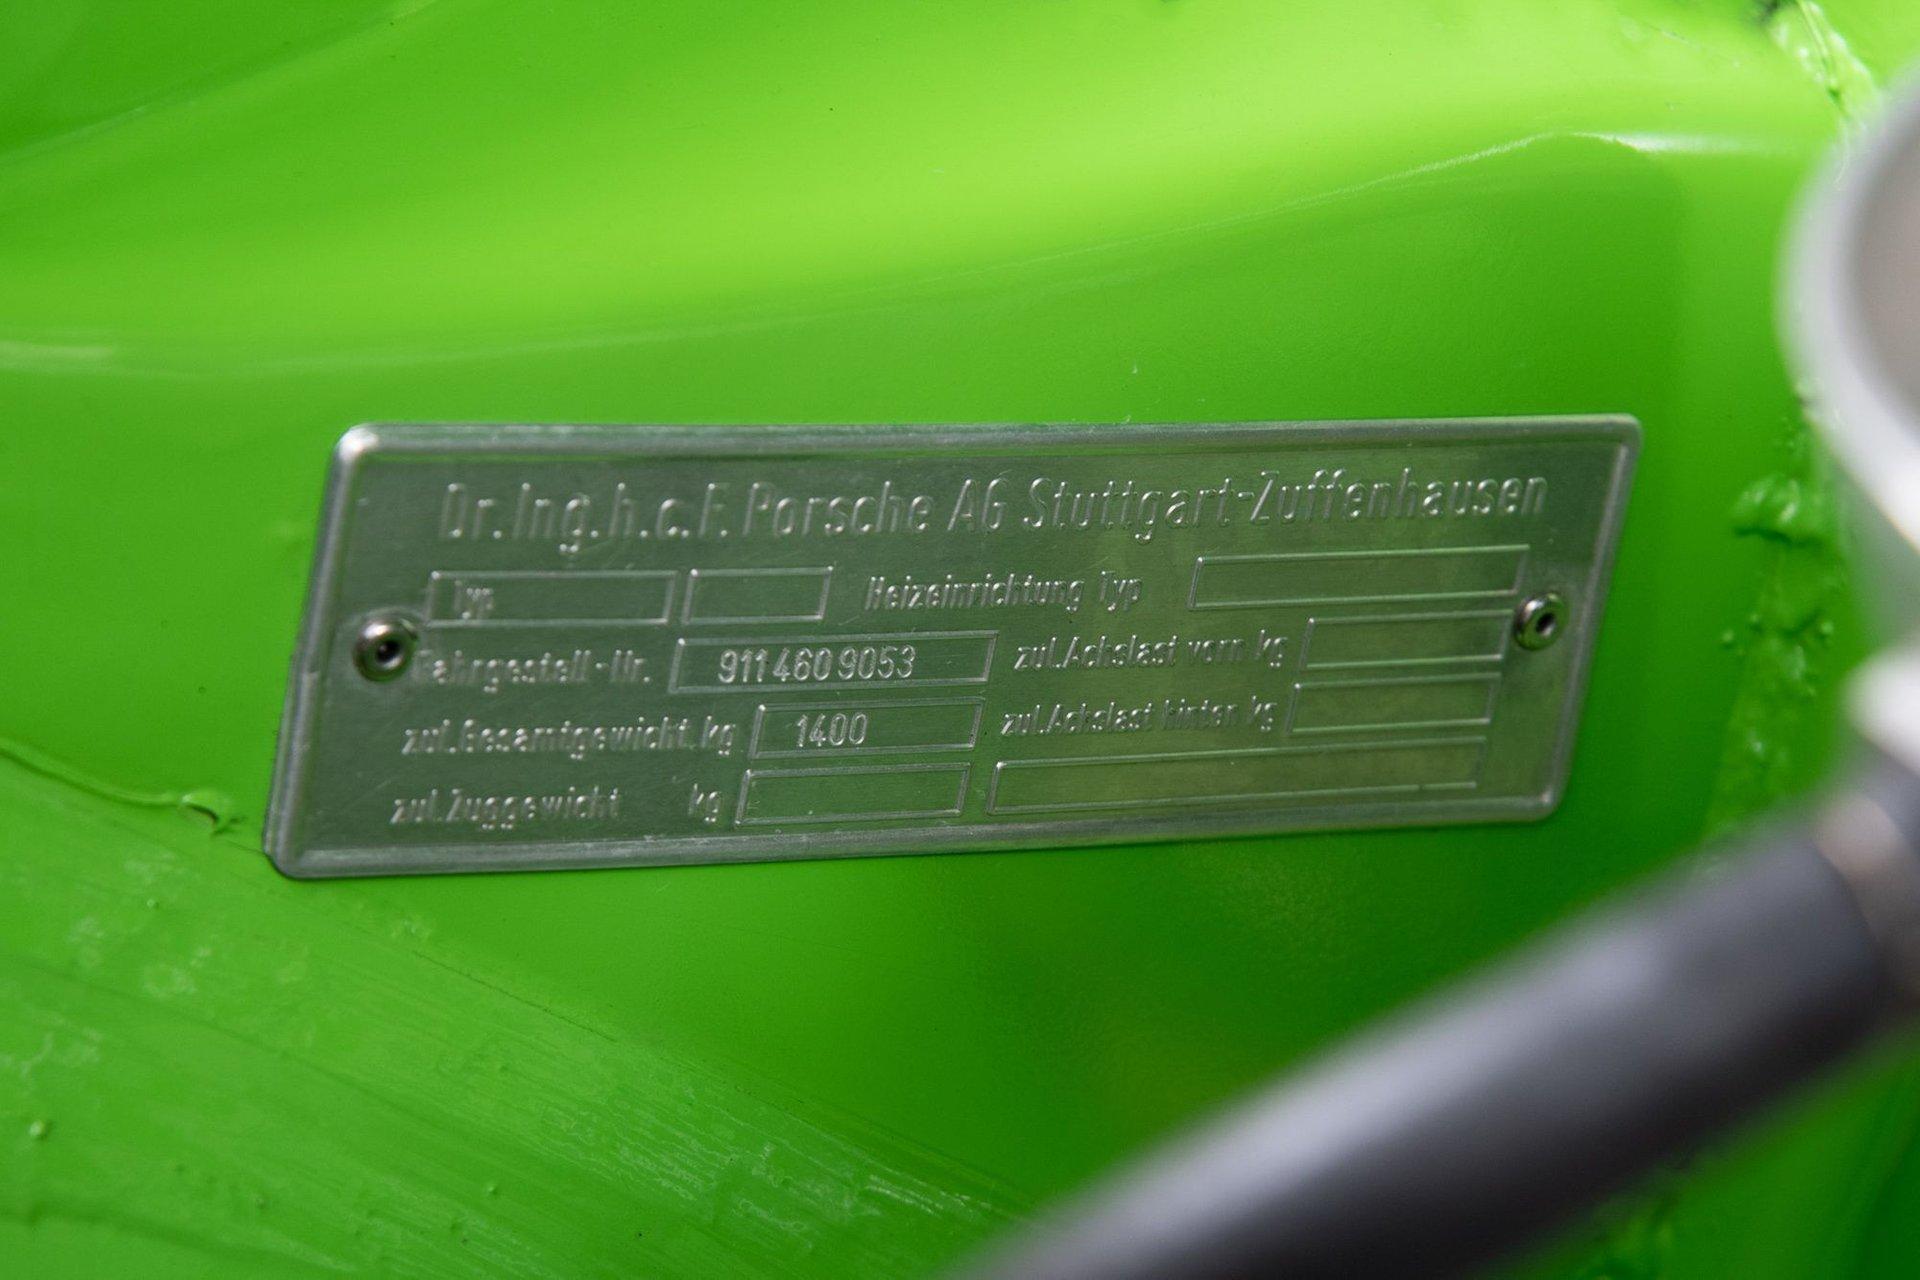 Dr.Ing.h.c.F.Porsche AG Stuttgart-Zuffenhausen
Typ Heizeinrichtung Typ
Fahrgestell-Nr. 911 460 9053 zul.Achslast vorn kg
zul.Gesamtgewicht kg 1400 zul.Achslast hinten kg
zul.Zuggewicht kg